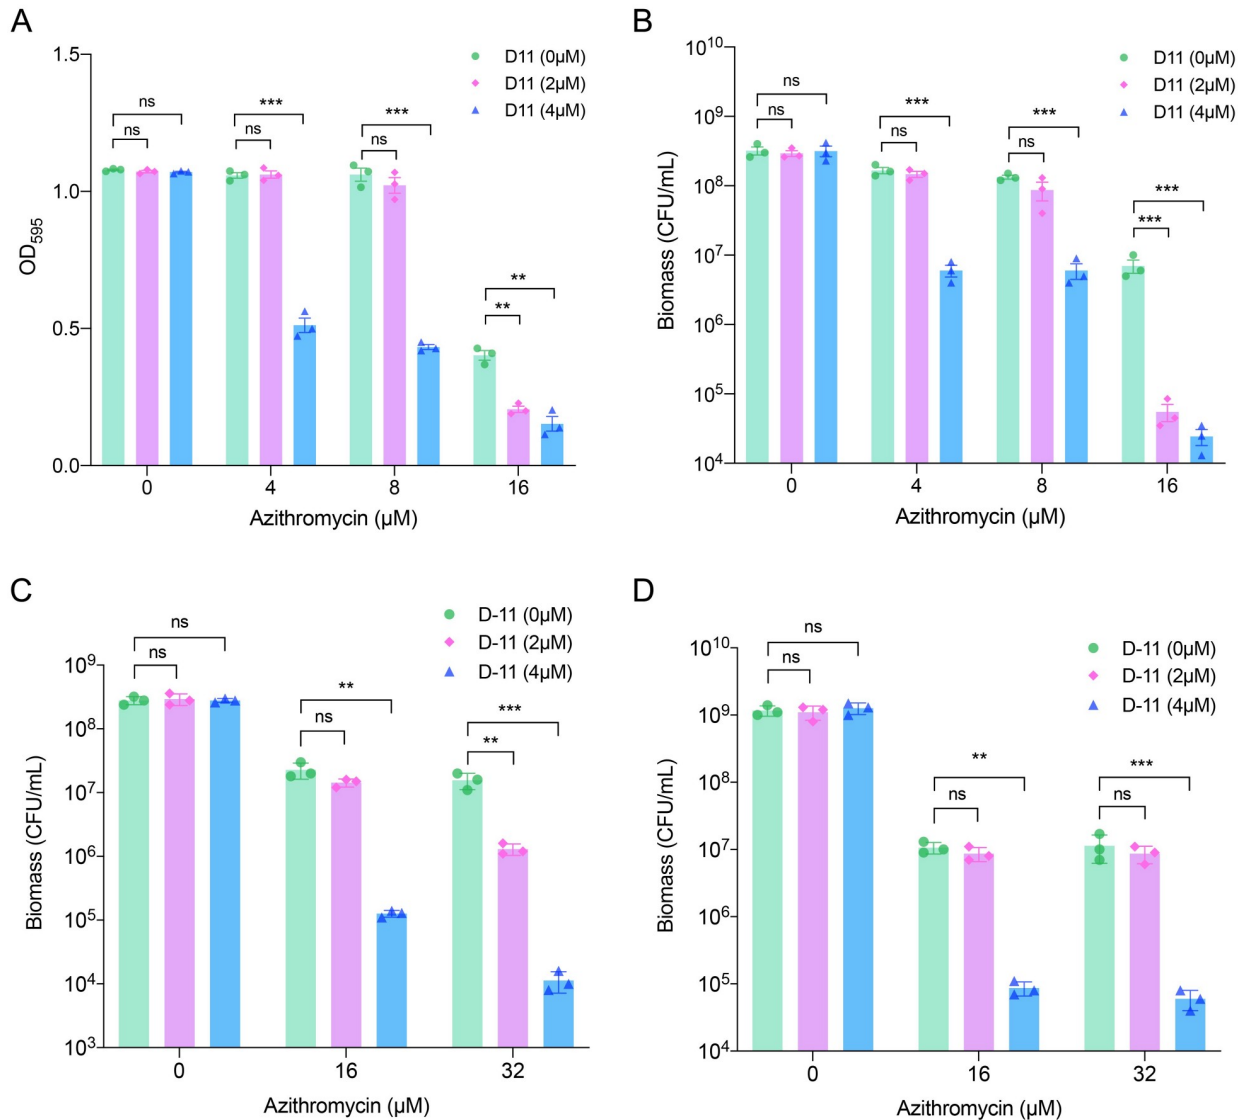 A
1.5
1.0
0.5
0.0
OD595
D11 (0µM)
D11 (2µM)
D11 (4µM)
ns
ns
***
ns
***
ns
**
**
0 4 8 16
Azithromycin (µM)
B
10^10
10^9
10^8
10^7
10^6
10^5
10^4
Biomass (CFU/mL)
D11 (0µM)
D11 (2µM)
D11 (4µM)
ns
ns
***
ns
***
ns
***
***
0 4 8 16
Azithromycin (µM)
C
10^9
10^8
10^7
10^6
10^5
10^4
10^3
Biomass (CFU/mL)
D-11 (0µM)
D-11 (2µM)
D-11 (4µM)
ns
ns
**
ns
***
**
0 16 32
Azithromycin (µM)
D
10^10
10^9
10^8
10^7
10^6
10^5
10^4
Biomass (CFU/mL)
D-11 (0µM)
D-11 (2µM)
D-11 (4µM)
ns
ns
**
ns
***
ns
0 16 32
Azithromycin (µM)